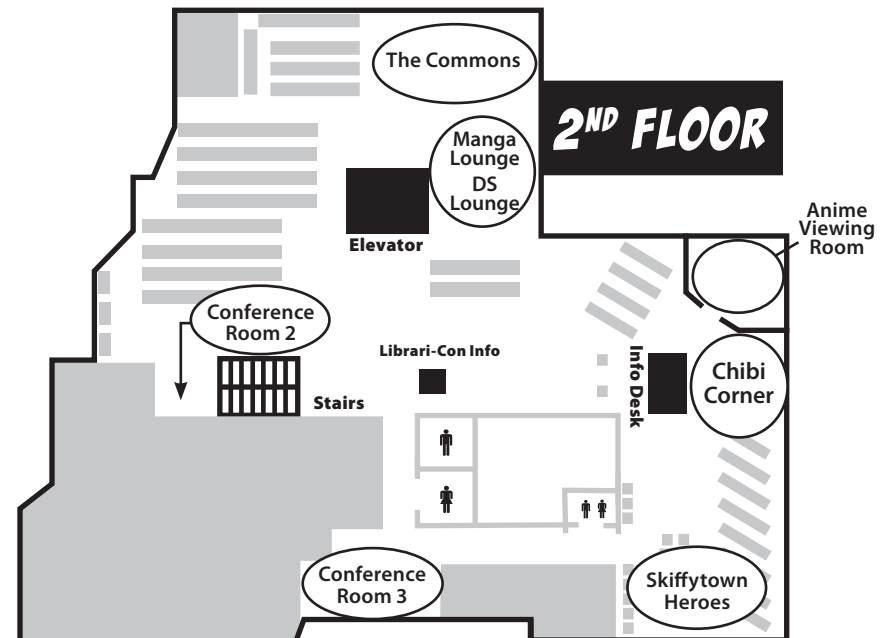 The Commons
2ND FLOOR
Manga
Lounge
DS
Lounge
Anime
Viewing
Room
Elevator
Conference
Room 2
Librari-Con Info
Info Desk
Chibi
Corner
Stairs
Conference
Room 3
Skiffytown
Heroes